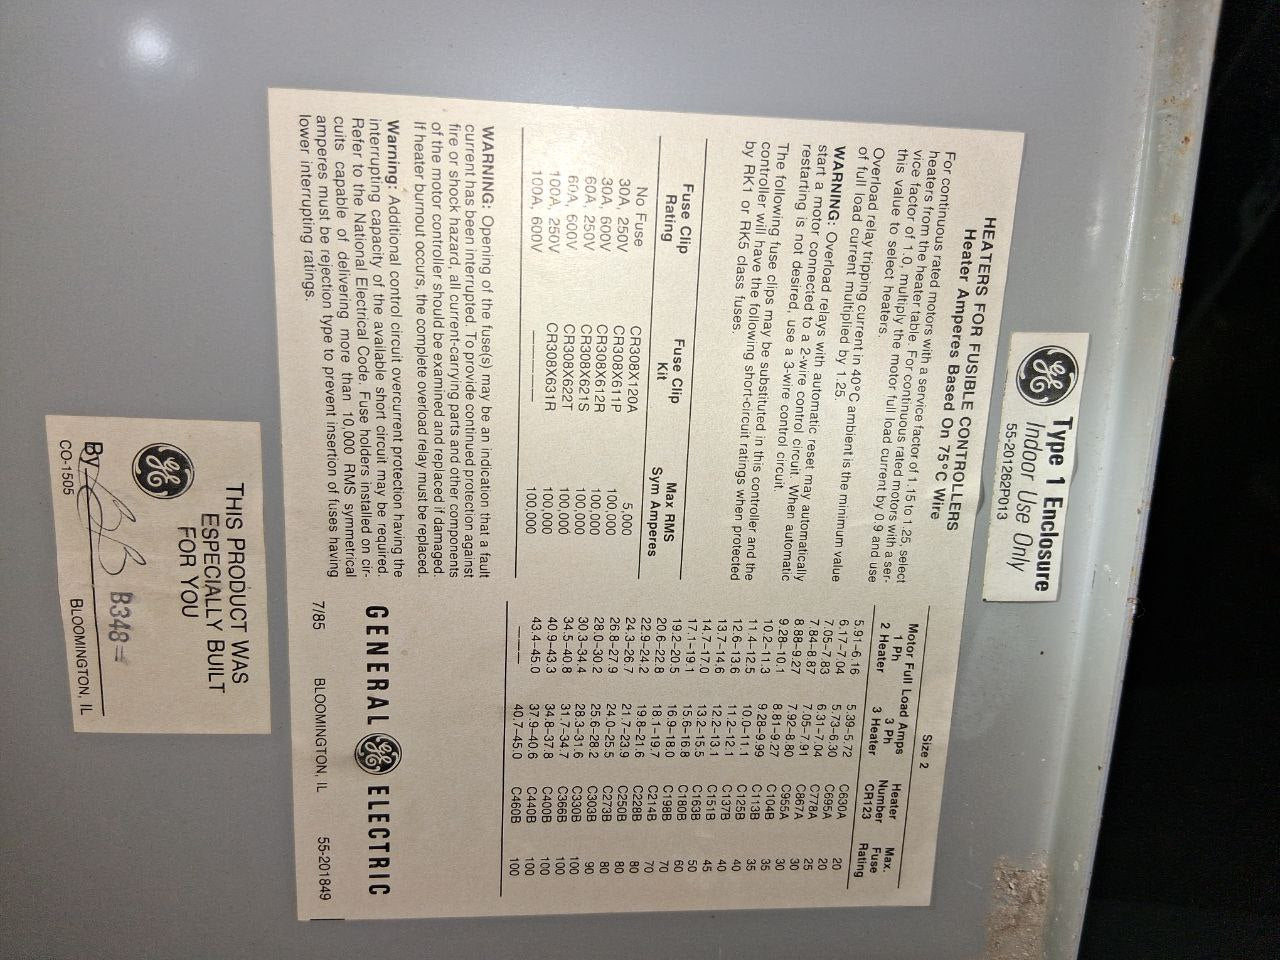 Type 1 Enclosure
Indoor Use Only
55-201262P013
HEATERS FOR FUSIBLE CONTROLLERS
Heater Amperes Based On 75°C Wire
For continuous rated motors with a service factor of 1.15 to 1.25, select
heaters from the heater table. For continuous rated motors with a ser-
vice factor of 1.0, multiply the motor full load current by 0.9 and use
this value to select heaters.
Overload relay tripping current in 40°C ambient is the minimum value
of full load current multiplied by 1.25.
WARNING: Overload relays with automatic reset may automatically
start a motor connected to a 2-wire control circuit. When automatic
restarting is not desired, use a 3-wire control circuit.
The following fuse clips may be substituted in this controller and the
controller will have the following short-circuit ratings when protected
by RK1 or RK5 class fuses.
Fuse Clip Fuse Clip Max RMS
Rating Kit Sym Amperes
No Fuse CR308X120A 5,000
30A, 250V CR308X611P 100,000
30A, 600V CR308X612R 100,000
60A, 250V CR308X621S 100,000
60A, 600V CR308X622T 100,000
100A, 250V CR308X631R 100,000
100A, 600V ———— 100,000
WARNING: Opening of the fuse(s) may be an indication that a fault
current has been interrupted. To provide continued protection against
fire or shock hazard, all current-carrying parts and other components
of the motor controller should be examined and replaced if damaged.
If heater burnout occurs, the complete overload relay must be replaced.
Warning: Additional control circuit overcurrent protection having the
interrupting capacity of the available short circuit may be required.
Refer to the National Electrical Code. Fuse holders installed on cir-
cuits capable of delivering more than 10,000 RMS symmetrical
amperes must be rejection type to prevent insertion of fuses having
lower interrupting ratings.
Size 2
Motor Full Load Amps Heater Max.
1 Ph 3 Ph Number Fuse
2 Heater 3 Heater CR123 Rating
5.91-6.16 5.39-5.72 C630A 20
6.17-7.04 5.73-6.30 C695A 20
7.05-7.83 6.31-7.04 C778A 25
7.84-8.87 7.05-7.91 C867A 30
8.88-9.27 7.92-8.80 C955A 30
9.28-10.1 8.81-9.27 C104B 35
10.2-11.3 9.28-9.99 C113B 35
11.4-12.5 10.0-11.1 C125B 40
12.6-13.6 11.2-12.1 C137B 40
13.7-14.6 12.2-13.1 C151B 45
14.7-17.0 13.2-15.5 C163B 50
17.1-19.1 15.6-16.8 C180B 60
19.2-20.5 16.9-18.0 C198B 70
20.6-22.8 18.1-19.7 C214B 70
22.9-24.2 19.8-21.6 C228B 80
24.3-26.7 21.7-23.9 C250B 80
26.8-27.9 24.0-25.5 C273B 80
28.0-30.2 25.6-28.2 C303B 90
30.3-34.4 28.3-31.6 C330B 100
34.5-40.8 31.7-34.7 C366B 100
40.9-43.3 34.8-37.8 C400B 100
43.4-45.0 37.9-40.6 C440B 100
——— 40.7-45.0 C460B 100
GENERAL GE ELECTRIC
7/85 BLOOMINGTON, IL 55-201849
GE
THIS PRODUCT WAS
ESPECIALLY BUILT
FOR YOU
By B348
CO-1505 BLOOMINGTON, IL